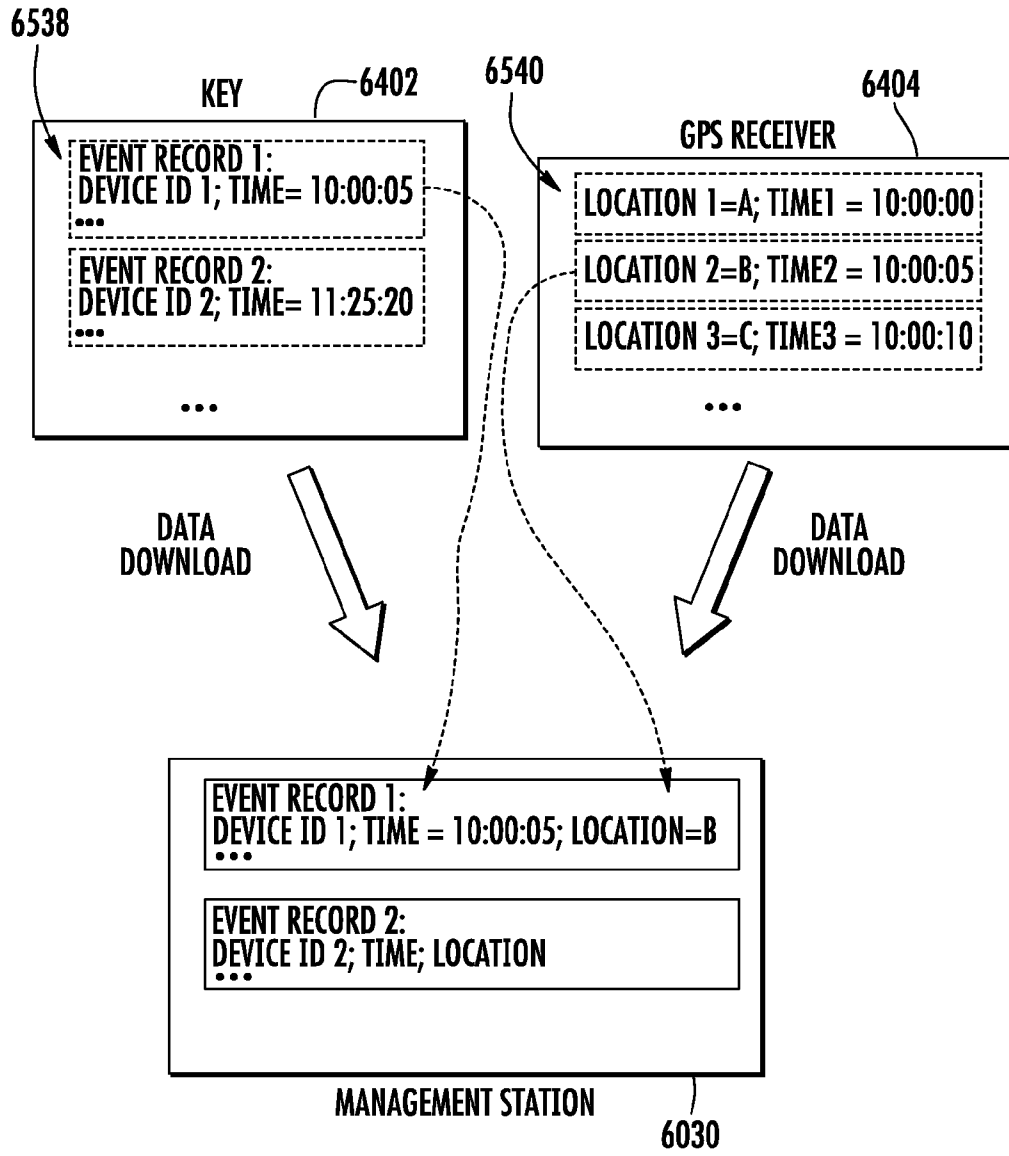 6538
KEY
6402
EVENT RECORD 1:
DEVICE ID 1; TIME= 10:00:05
•••
EVENT RECORD 2:
DEVICE ID 2; TIME= 11:25:20
•••
•••
6540
6404
GPS RECEIVER
LOCATION 1=A; TIME1 = 10:00:00
LOCATION 2=B; TIME2 = 10:00:05
LOCATION 3=C; TIME3 = 10:00:10
•••
DATA
DOWNLOAD
DATA
DOWNLOAD
EVENT RECORD 1:
DEVICE ID 1; TIME = 10:00:05; LOCATION=B
•••
EVENT RECORD 2:
DEVICE ID 2; TIME; LOCATION
•••
MANAGEMENT STATION
6030